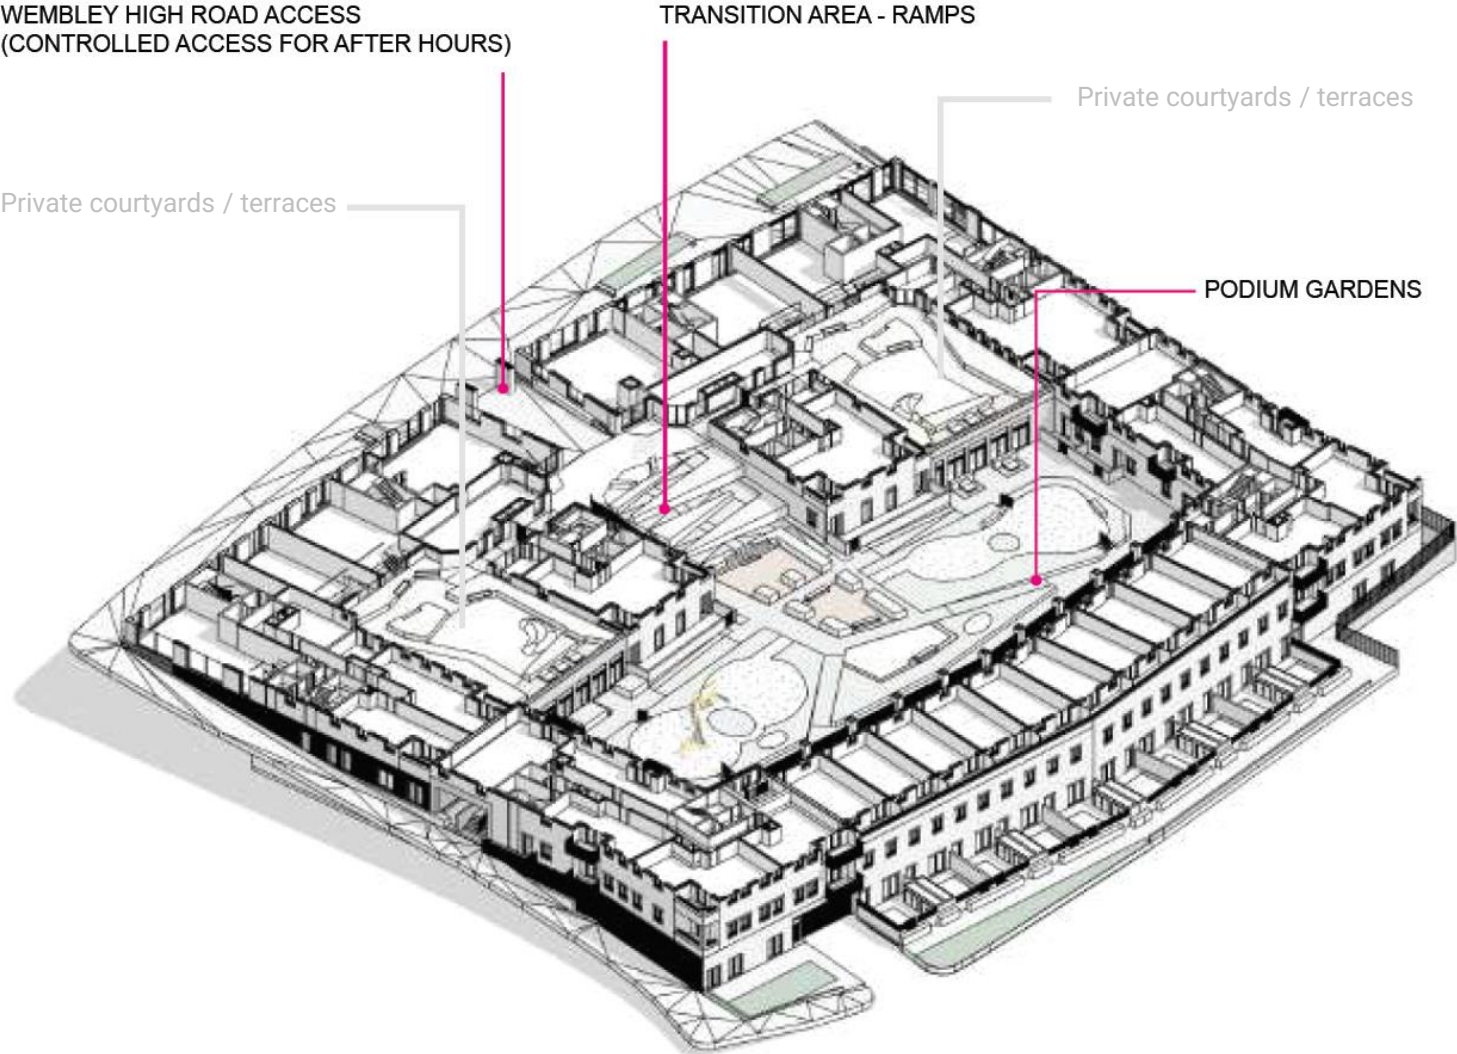 WEMBLEY HIGH ROAD ACCESS
(CONTROLLED ACCESS FOR AFTER HOURS)
TRANSITION AREA - RAMPS
Private courtyards / terraces
Private courtyards / terraces
PODIUM GARDENS